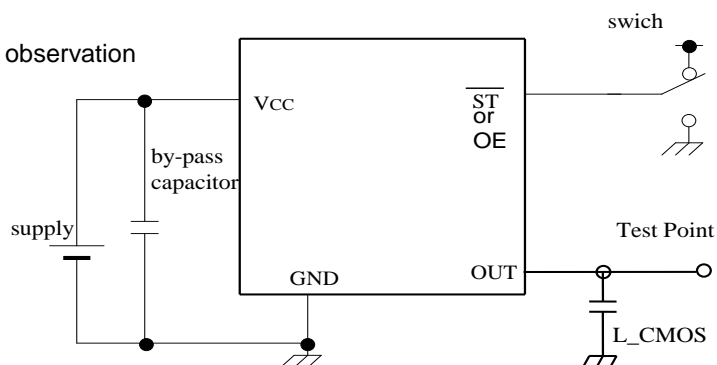 swich
observation
VCC
ST
or
OE
by-pass
capacitor
supply
Test Point
GND
OUT
L_CMOS